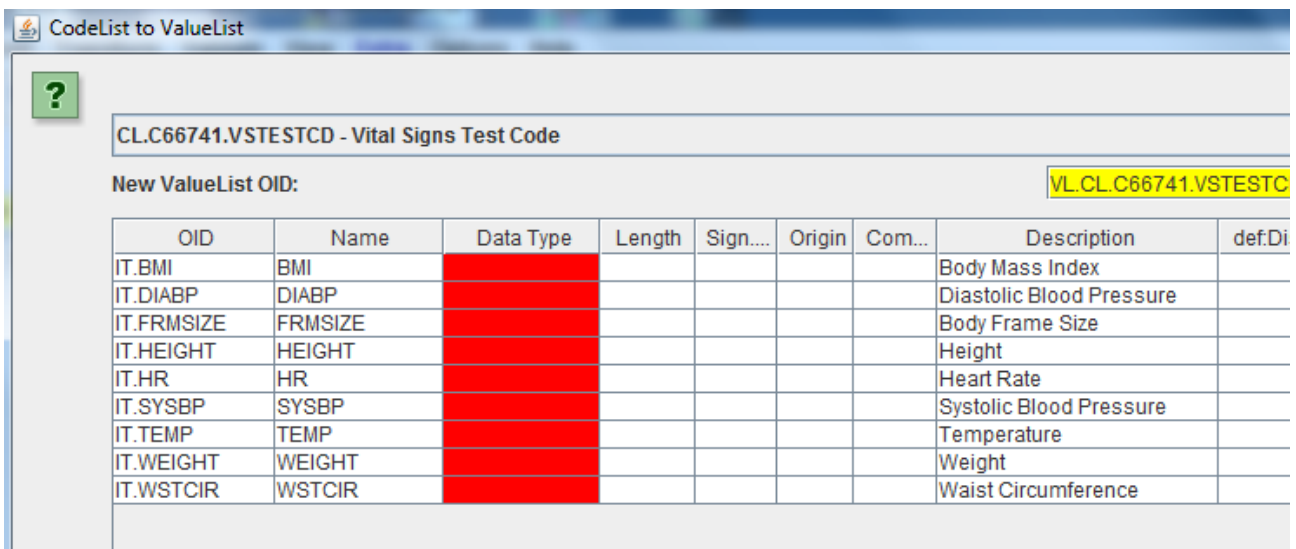 CodeList to ValueList
?
CL.C66741.VSTESTCD - Vital Signs Test Code
New ValueList OID: VL.CL.C66741.VSTESTC
OID Name Data Type Length Sign.... Origin Com... Description def:Di
IT.BMI BMI Body Mass Index
IT.DIABP DIABP Diastolic Blood Pressure
IT.FRMSIZE FRMSIZE Body Frame Size
IT.HEIGHT HEIGHT Height
IT.HR HR Heart Rate
IT.SYSBP SYSBP Systolic Blood Pressure
IT.TEMP TEMP Temperature
IT.WEIGHT WEIGHT Weight
IT.WSTCIR WSTCIR Waist Circumference